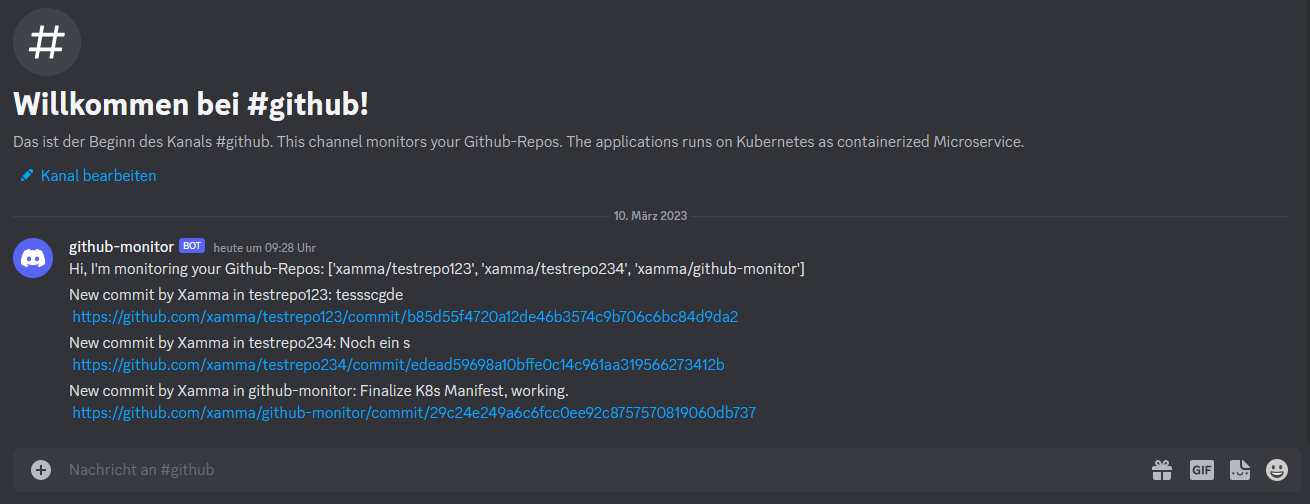 #
Willkommen bei #github!
Das ist der Beginn des Kanals #github. This channel monitors your Github-Repos. The applications runs on Kubernetes as containerized Microservice.
Kanal bearbeiten
10. März 2023
github-monitor BOT heute um 09:28 Uhr
Hi, I'm monitoring your Github-Repos: ['xamma/testrepo123', 'xamma/testrepo234', 'xamma/github-monitor']
New commit by Xamma in testrepo123: tessscgde
https://github.com/xamma/testrepo123/commit/b85d55f4720a12de46b3574c9b706c6bc84d9da2
New commit by Xamma in testrepo234: Noch ein s
https://github.com/xamma/testrepo234/commit/edead59698a10bffe0c14c961aa319566273412b
New commit by Xamma in github-monitor: Finalize K8s Manifest, working.
https://github.com/xamma/github-monitor/commit/29c24e249a6c6fcc0ee92c8757570819060db737
Nachricht an #github
GIF